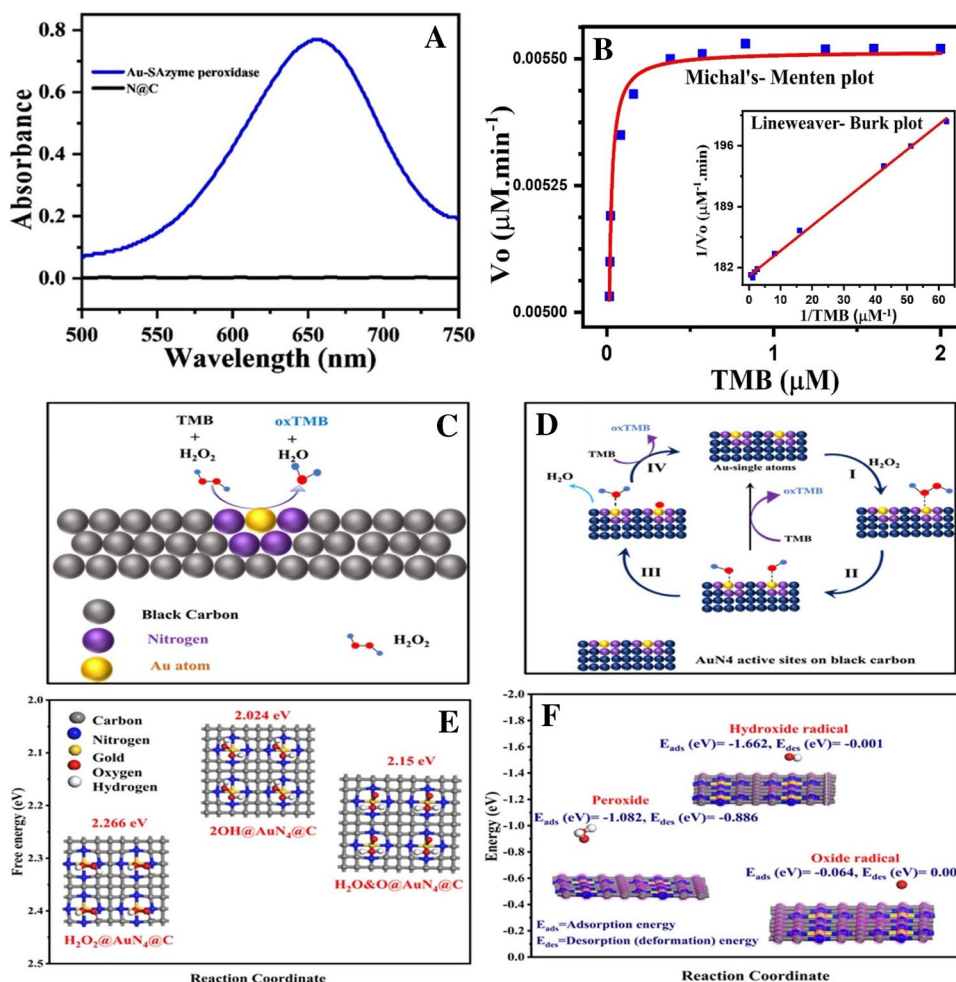 A
0.8
0.6
0.4
0.2
0.0
Absorbance
Au-SAzyme peroxidase
N@C
500
550
600
650
700
750
Wavelength (nm)
B
0.00550
0.00525
0.00500
Vo (μM.min⁻¹)
Michal's- Menten plot
Lineweaver- Burk plot
196
189
182
1/Vo (μM⁻¹.min)
0 10 20 30 40 50 60
1/TMB (μM⁻¹)
0
1
2
TMB (μM)
C
TMB
+
H₂O₂
oxTMB
+
H₂O
Black Carbon
Nitrogen
Au atom
H₂O₂
D
oxTMB
TMB
IV
Au-single atoms
I
H₂O₂
H₂O
oxTMB
TMB
III
II
AuN4 active sites on black carbon
E
2.0
2.1
2.2
2.3
2.4
2.5
Free energy (eV)
Carbon
Nitrogen
Gold
Oxygen
Hydrogen
2.266 eV
H₂O₂@AuN₄@C
2.024 eV
2OH@AuN₄@C
2.15 eV
H₂O&O@AuN₄@C
Reaction Coordinate
F
-2.0
-1.8
-1.6
-1.4
-1.2
-1.0
-0.8
-0.6
-0.4
-0.2
0.0
Energy (eV)
Hydroxide radical
Eads (eV)= -1.662, Edes (eV)= -0.001
Peroxide
Eads (eV)= -1.082, Edes (eV)= -0.886
Oxide radical
Eads (eV)= -0.064, Edes (eV)= 0.00
Eads=Adsorption energy
Edes=Desorption (deformation) energy
Reaction Coordinate